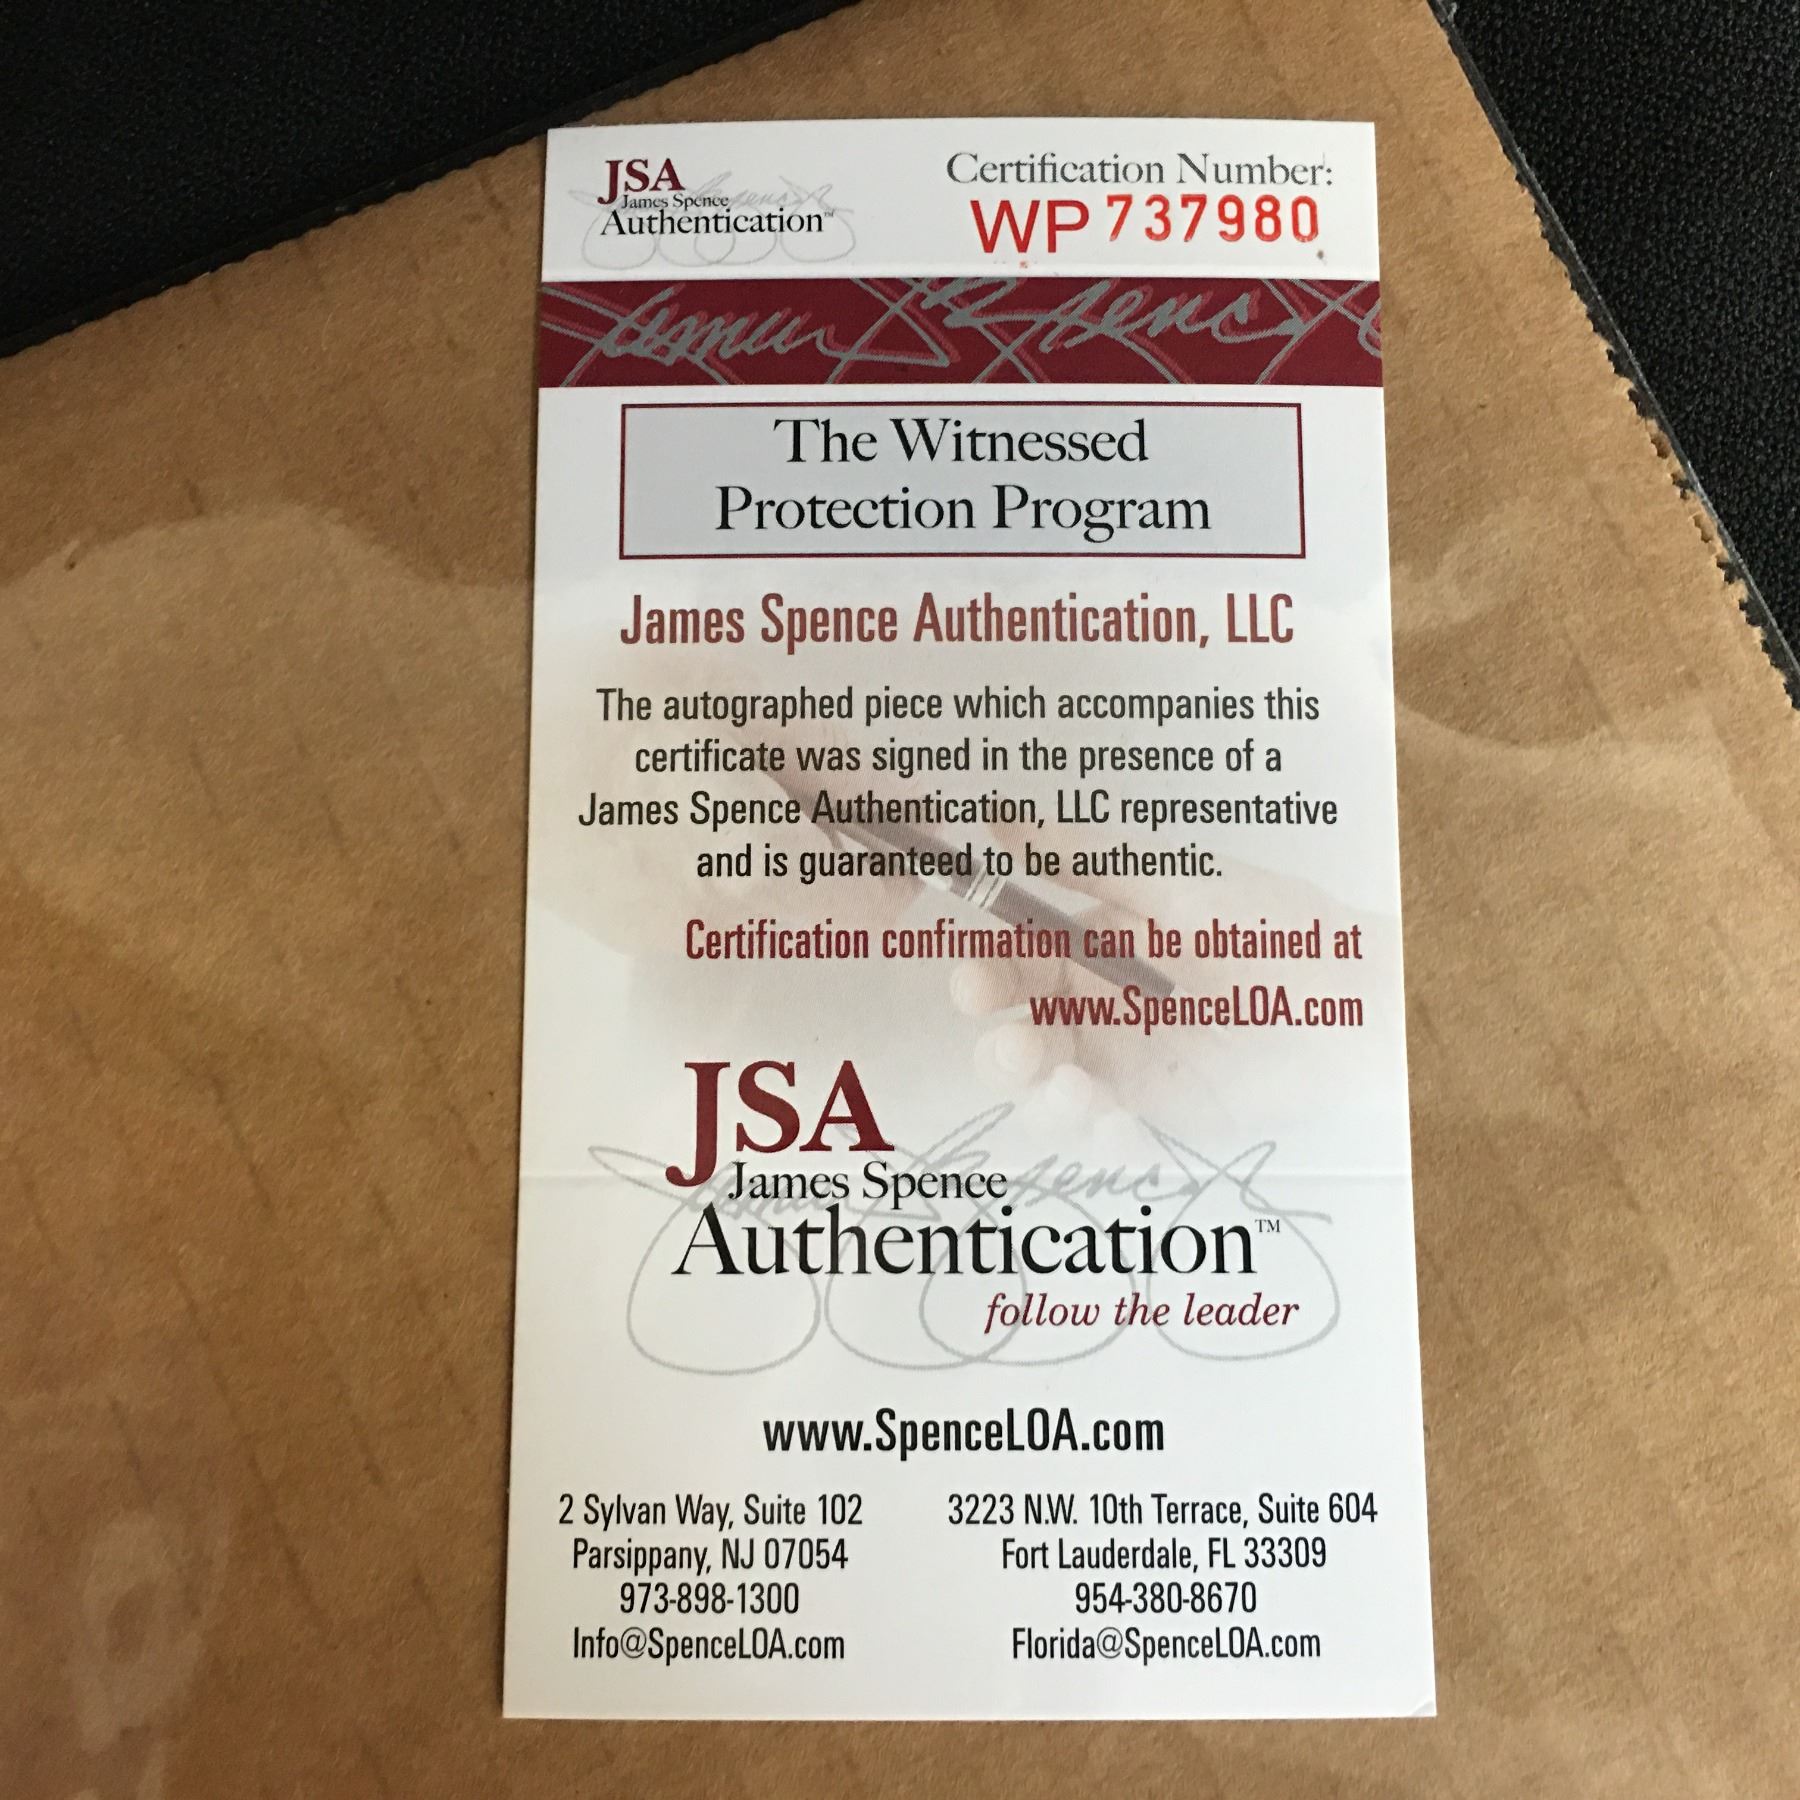 JSA
James Spence
Authentication™
Certification Number:
WP 737980
James Spence
The Witnessed
Protection Program
James Spence Authentication, LLC
The autographed piece which accompanies this
certificate was signed in the presence of a
James Spence Authentication, LLC representative
and is guaranteed to be authentic.
Certification confirmation can be obtained at
www.SpenceLOA.com
JSA
James Spence
Authentication™
follow the leader
www.SpenceLOA.com
2 Sylvan Way, Suite 102
Parsippany, NJ 07054
973-898-1300
Info@SpenceLOA.com
3223 N.W. 10th Terrace, Suite 604
Fort Lauderdale, FL 33309
954-380-8670
Florida@SpenceLOA.com